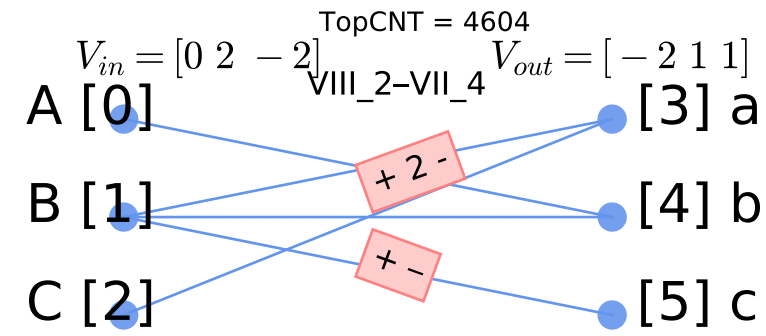 TopCNT = 4604
V_in = [0 2 −2] V_out = [−2 1 1]
VIII_2–VII_4
A [0] [3] a
+ 2 -
B [1] [4] b
+ −
C [2] [5] c